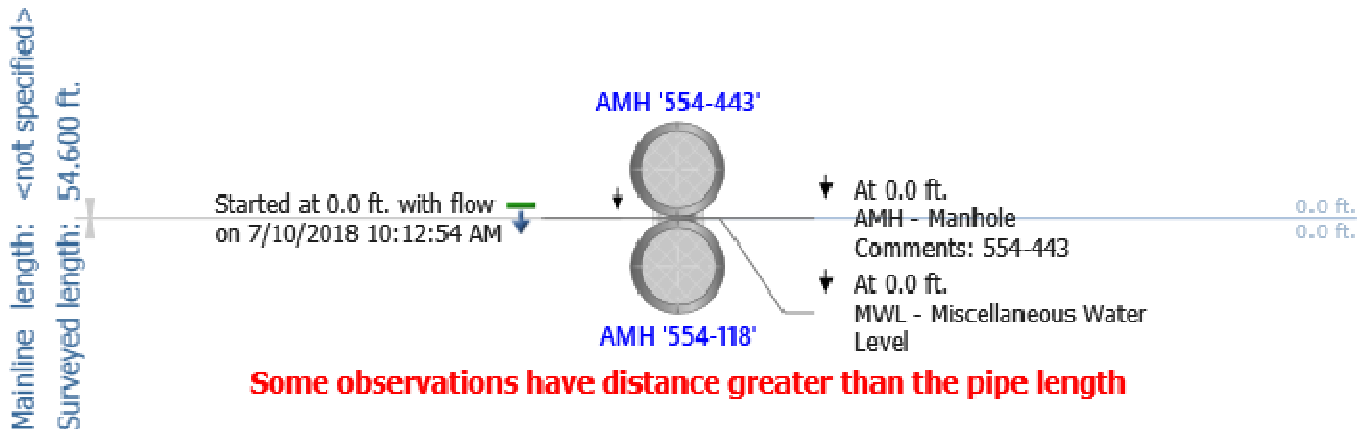 Mainline length: <not specified>
Surveyed length: 54.600 ft.
AMH '554-443'
Started at 0.0 ft. with flow
on 7/10/2018 10:12:54 AM
At 0.0 ft.
AMH - Manhole
Comments: 554-443
0.0 ft.
0.0 ft.
At 0.0 ft.
MWL - Miscellaneous Water
Level
AMH '554-118'
Some observations have distance greater than the pipe length